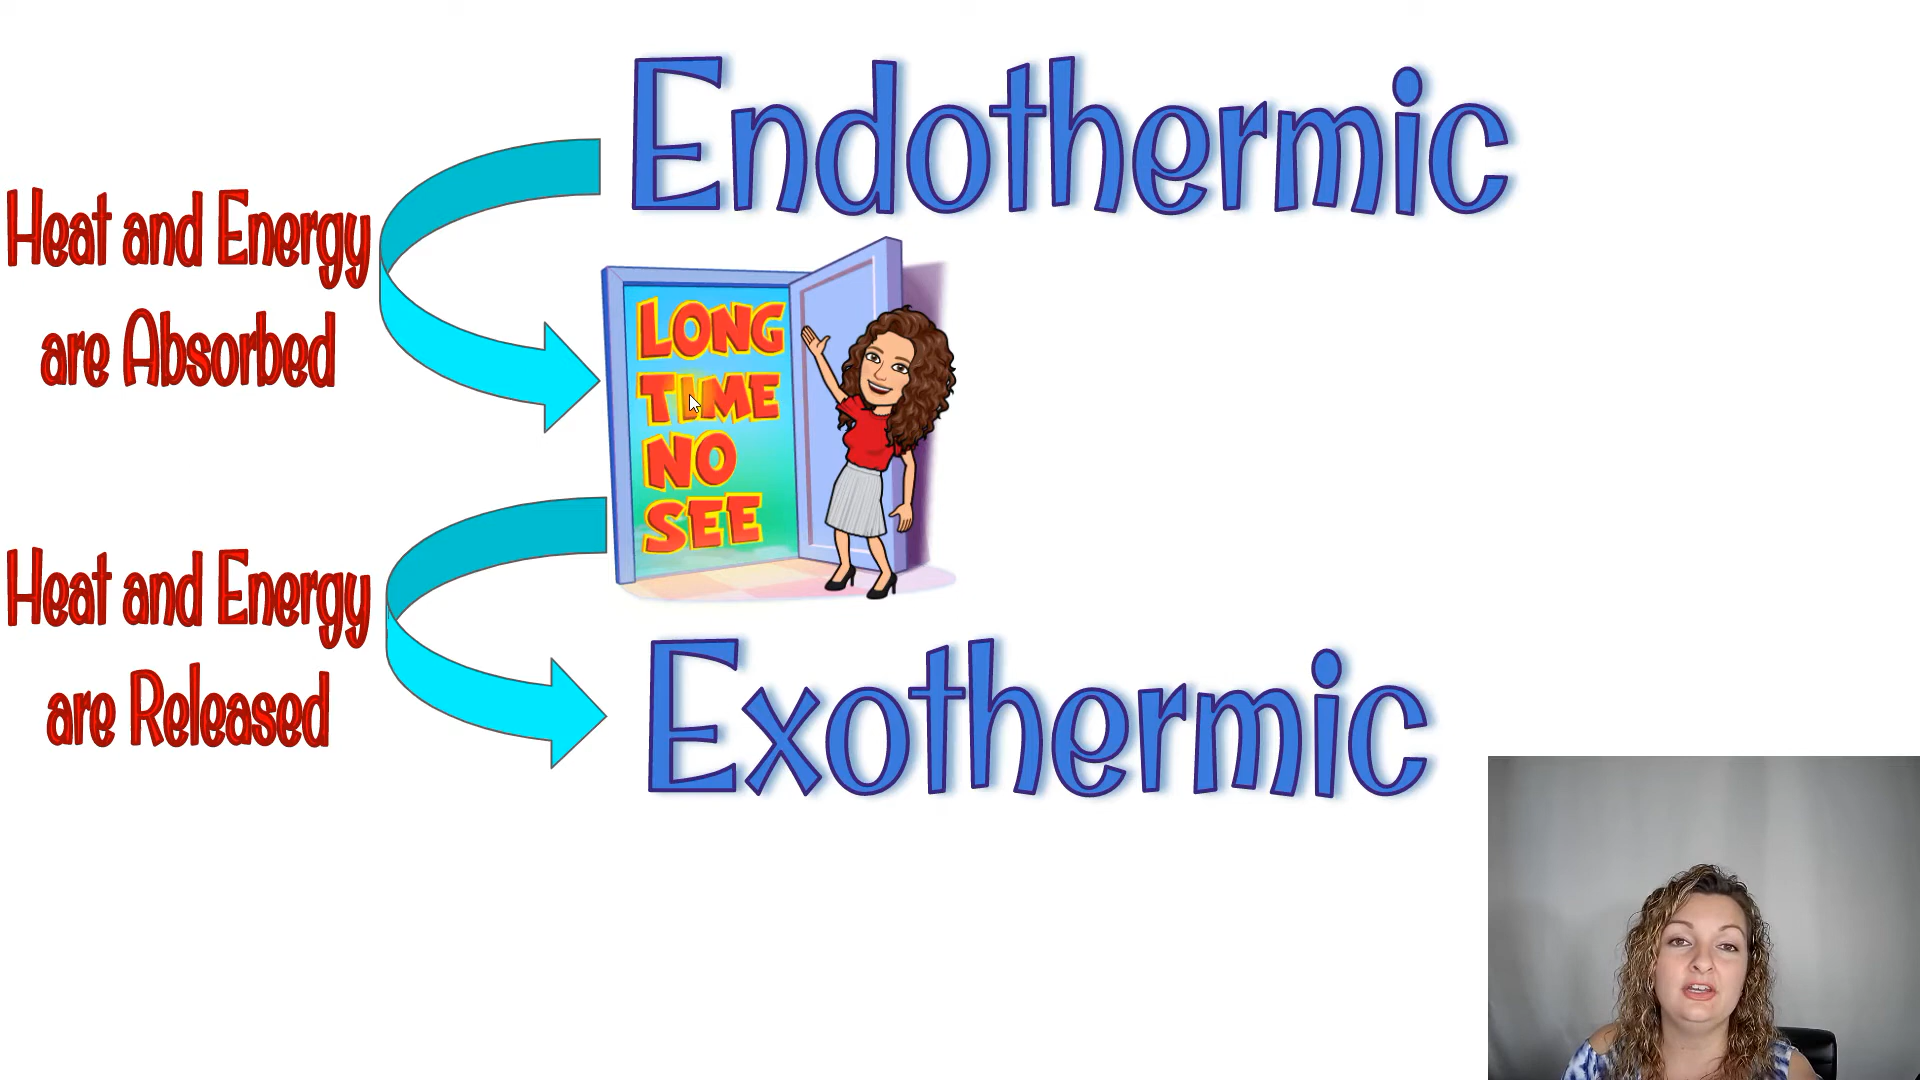 Endothermic
Heat and Energy
are Absorbed
LONG
TIME
NO
SEE
Heat and Energy
are Released
Exothermic